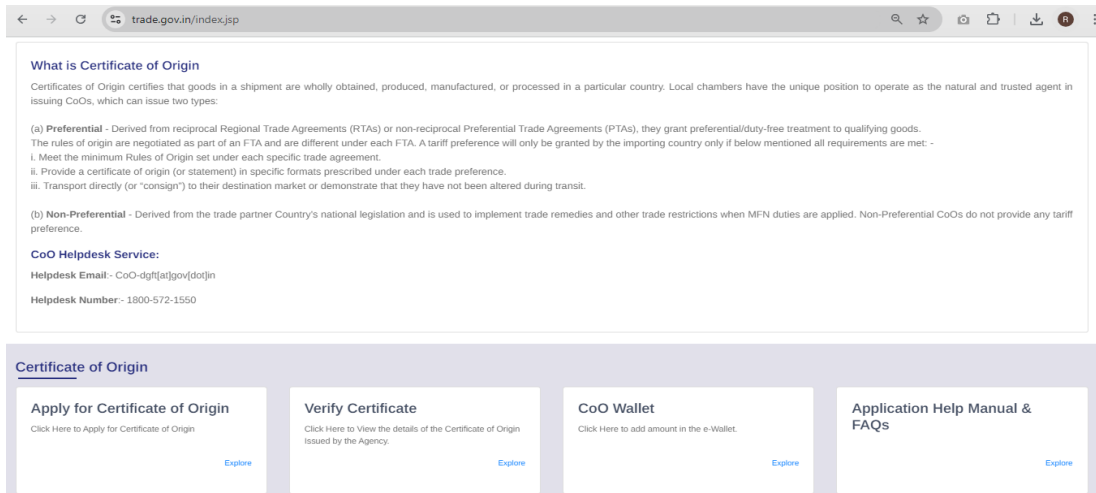 trade.gov.in/index.jsp
R
What is Certificate of Origin
Certificates of Origin certifies that goods in a shipment are wholly obtained, produced, manufactured, or processed in a particular country. Local chambers have the unique position to operate as the natural and trusted agent in
issuing CoOs, which can issue two types:
(a) Preferential - Derived from reciprocal Regional Trade Agreements (RTAs) or non-reciprocal Preferential Trade Agreements (PTAs), they grant preferential/duty-free treatment to qualifying goods.
The rules of origin are negotiated as part of an FTA and are different under each FTA. A tariff preference will only be granted by the importing country only if below mentioned all requirements are met: -
i. Meet the minimum Rules of Origin set under each specific trade agreement.
ii. Provide a certificate of origin (or statement) in specific formats prescribed under each trade preference.
iii. Transport directly (or “consign”) to their destination market or demonstrate that they have not been altered during transit.
(b) Non-Preferential - Derived from the trade partner Country's national legislation and is used to implement trade remedies and other trade restrictions when MFN duties are applied. Non-Preferential CoOs do not provide any tariff
preference.
CoO Helpdesk Service:
Helpdesk Email:- CoO-dgft[at]gov[dot]in
Helpdesk Number:- 1800-572-1550
Certificate of Origin
Apply for Certificate of Origin
Click Here to Apply for Certificate of Origin
Explore
Verify Certificate
Click Here to View the details of the Certificate of Origin
Issued by the Agency.
Explore
CoO Wallet
Click Here to add amount in the e-Wallet.
Explore
Application Help Manual &
FAQs
Explore